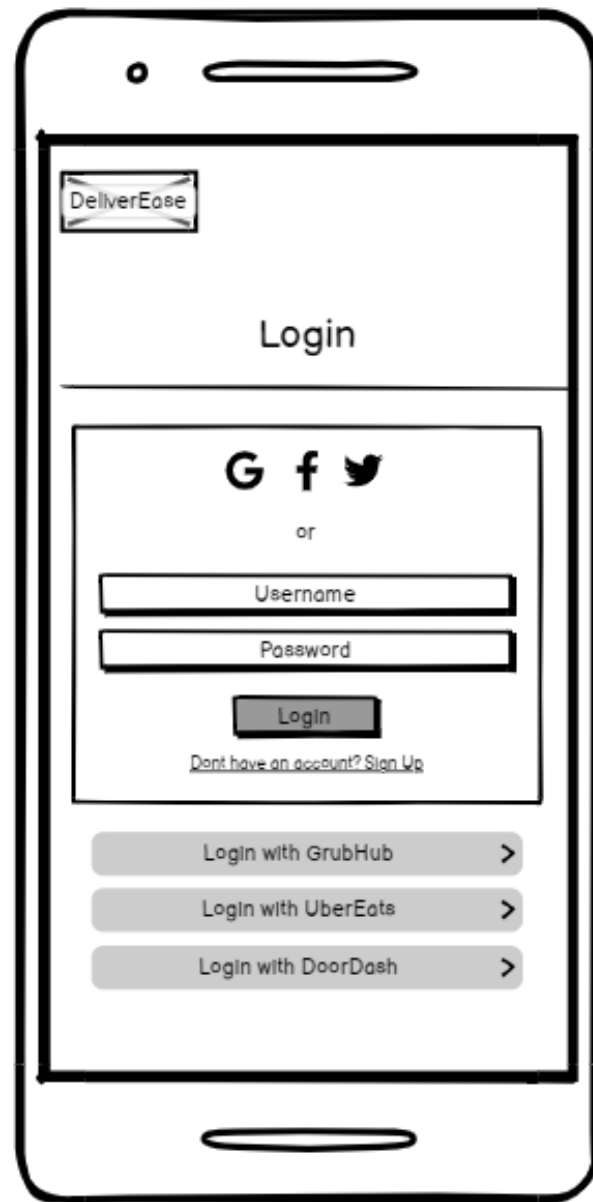 DeliverEase
Login
G f
or
Username
Password
Login
Dont have an account? Sign Up
Login with GrubHub >
Login with UberEats >
Login with DoorDash >